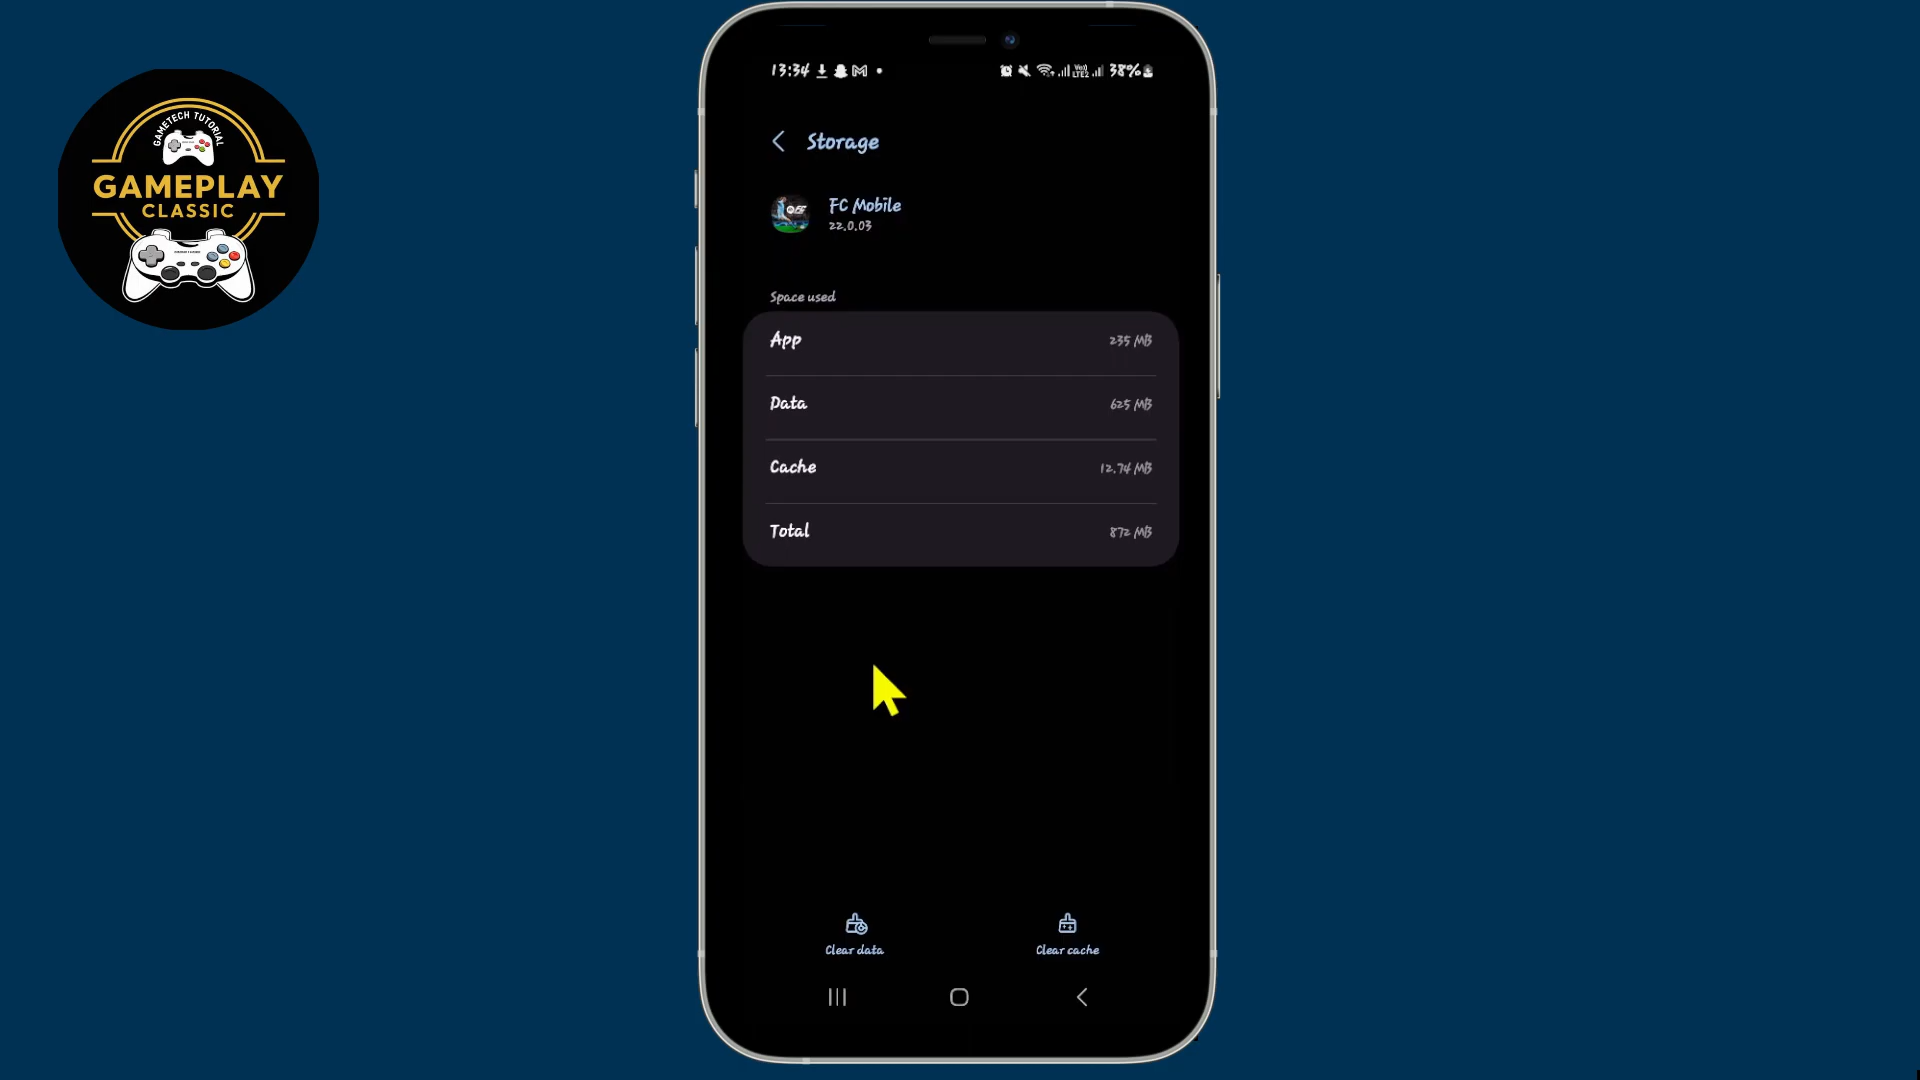 GAMETECH TUTORIAL
GAMEPLAY
CLASSIC
13:34
38%
Storage
FC Mobile
22.0.03
Space used
App 235 MB
Data 625 MB
Cache 12.74 MB
Total 872 MB
Clear data
Clear cache